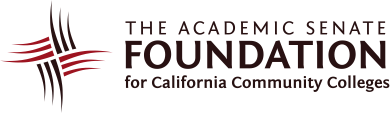 THE ACADEMIC SENATE
FOUNDATION
for California Community Colleges